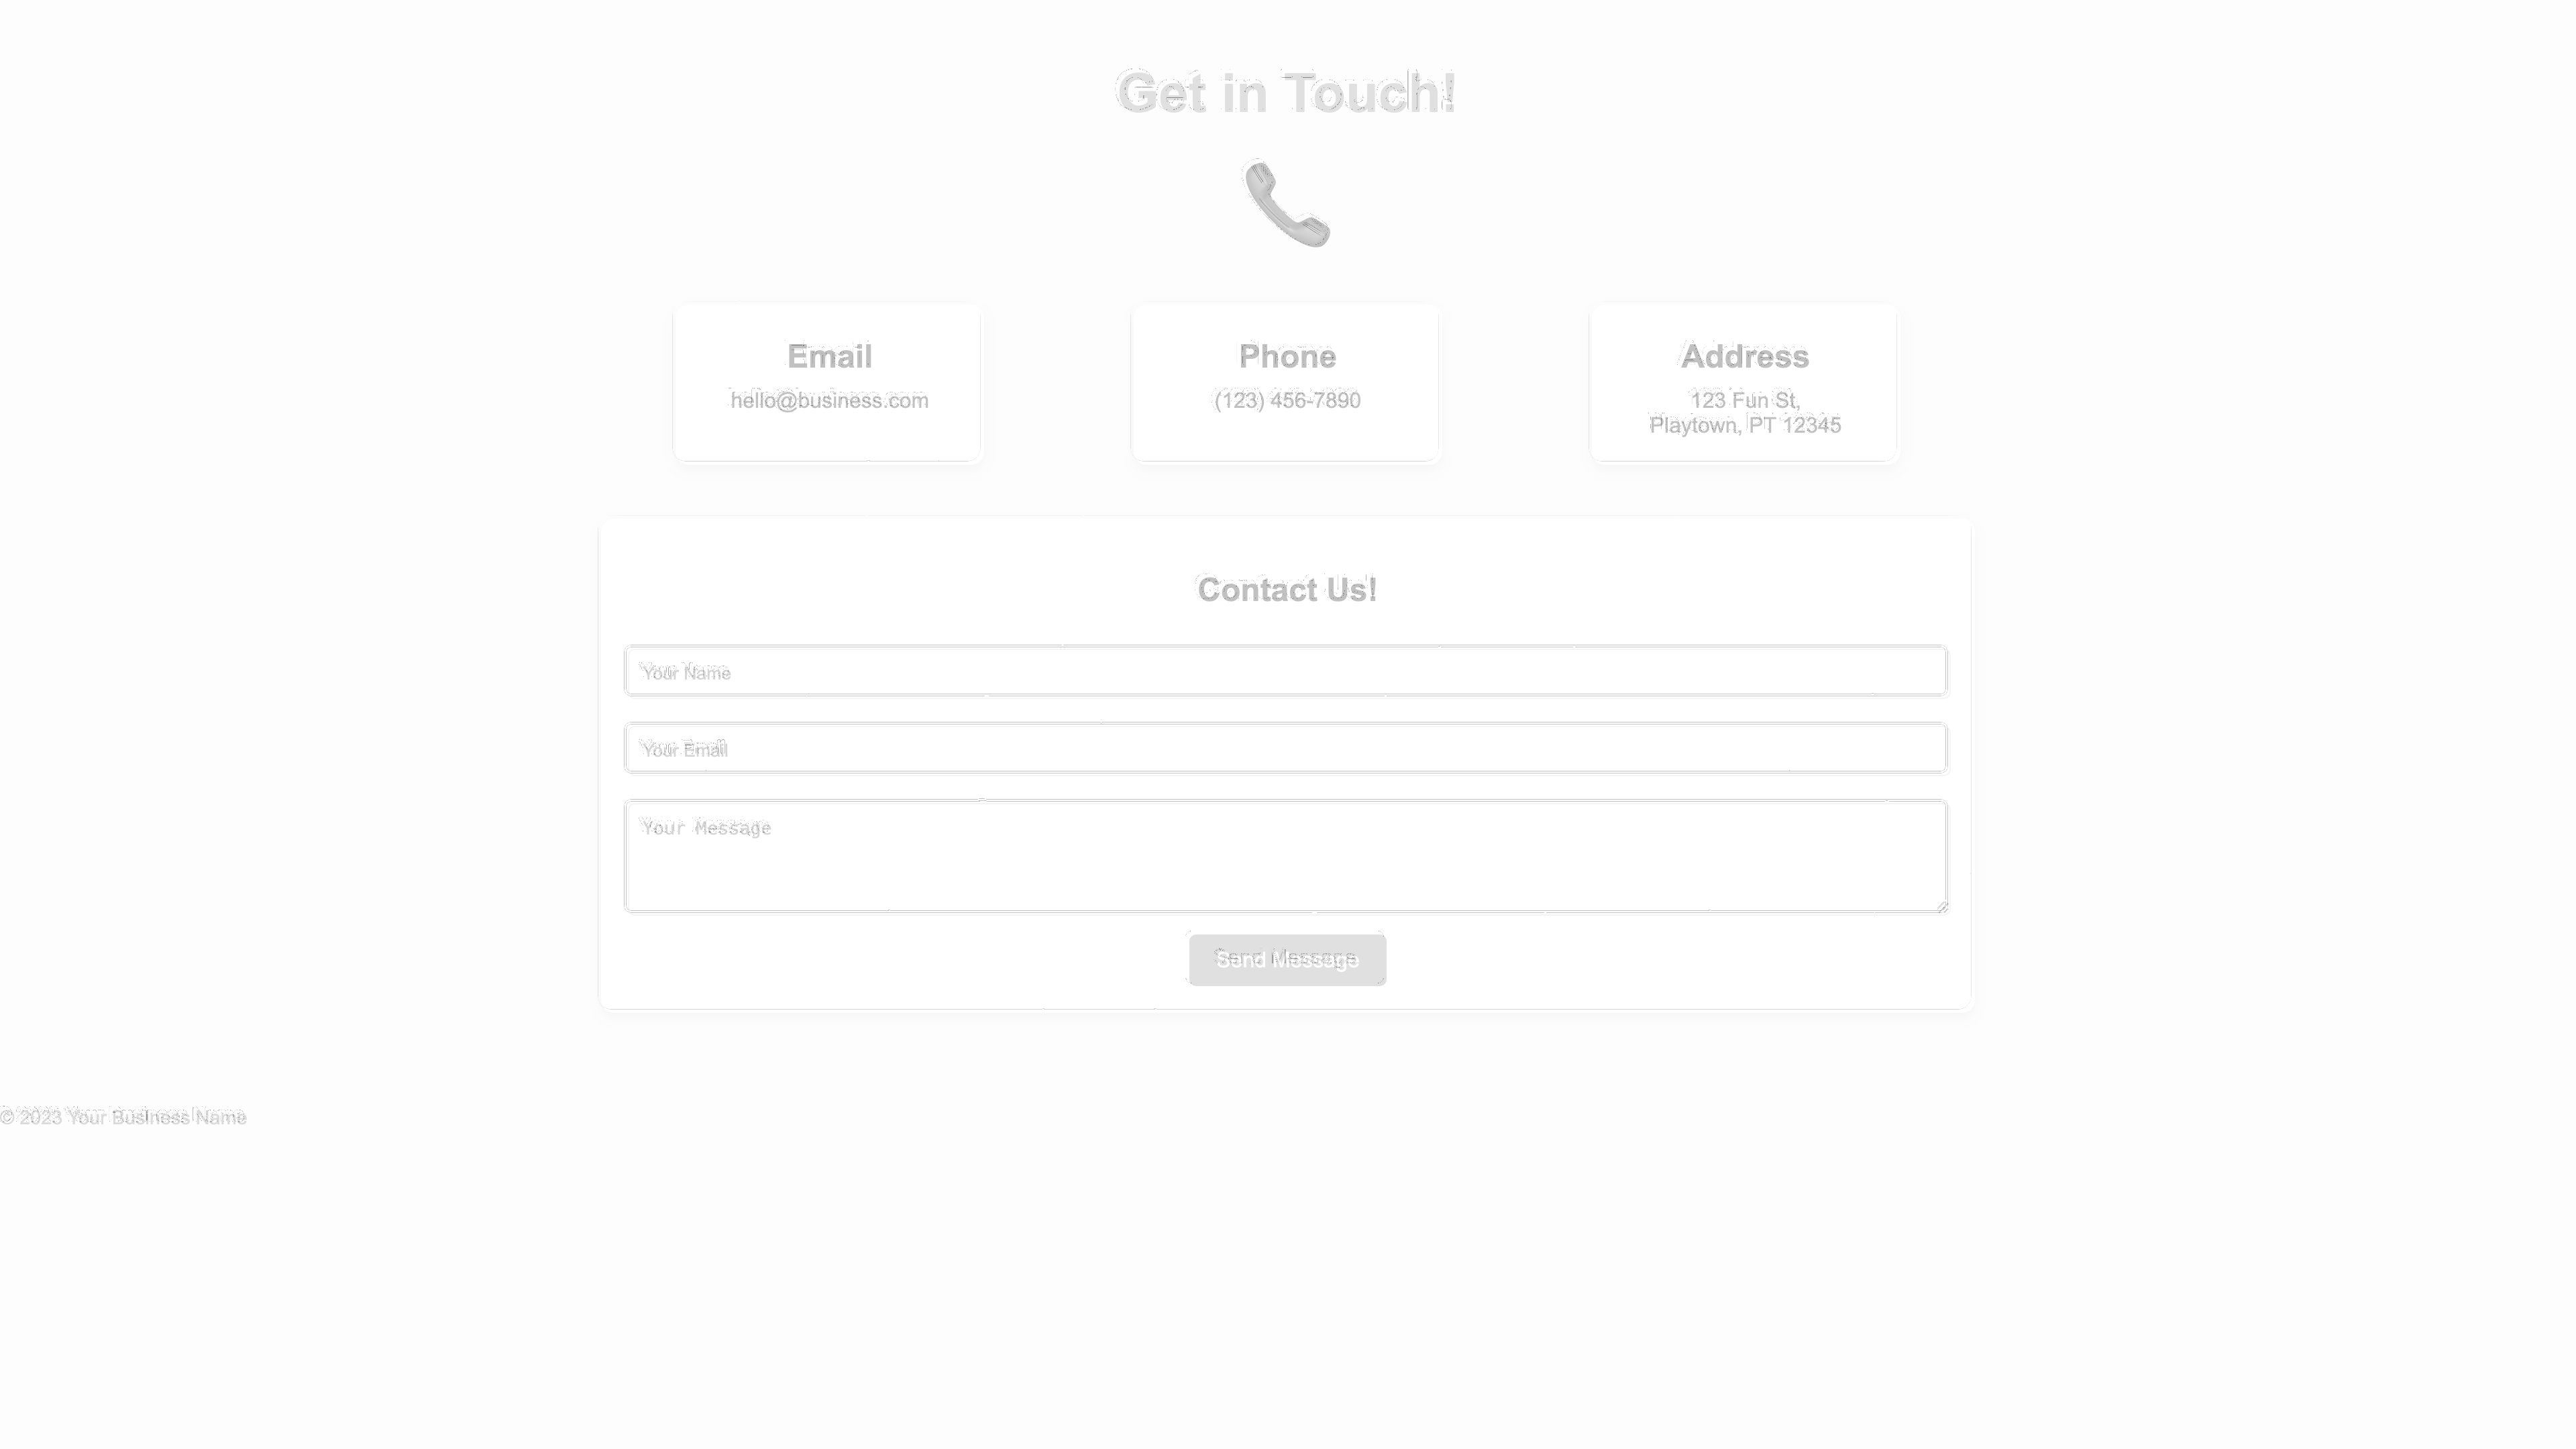 Get in Touch!
Email
hello@business.com
Phone
(123) 456-7890
Address
123 Fun St,
Playtown, PT 12345
Contact Us!
Your Name
Your Email
Your Message
Send Message
© 2023 Your Business Name